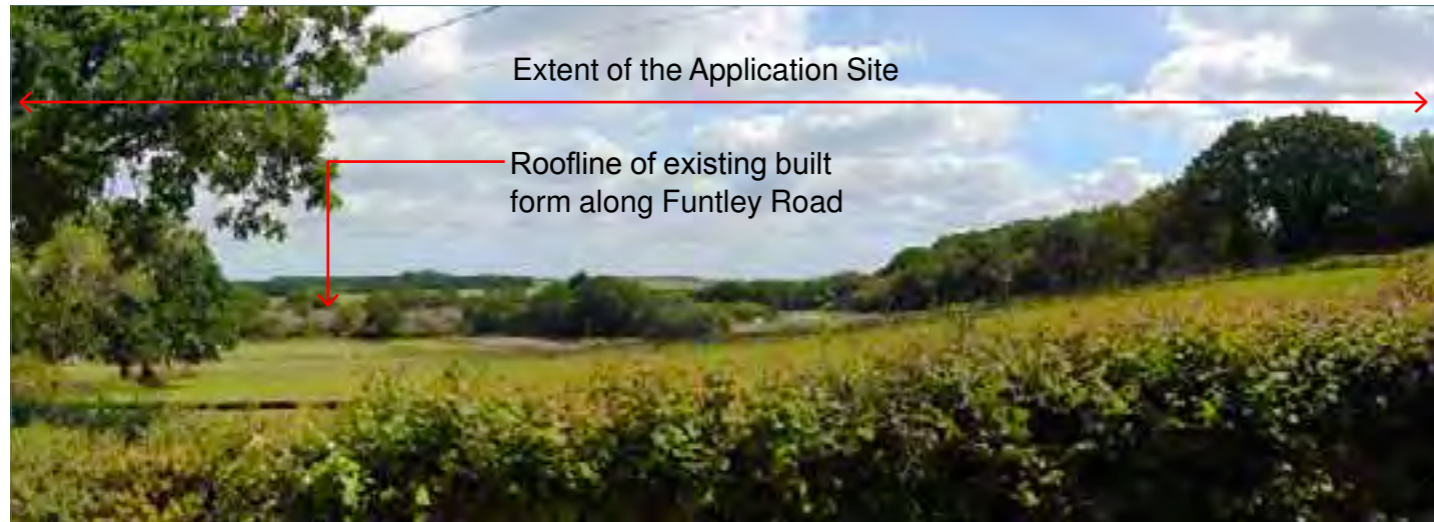 Extent of the Application Site
Roofline of existing built
form along Funtley Road